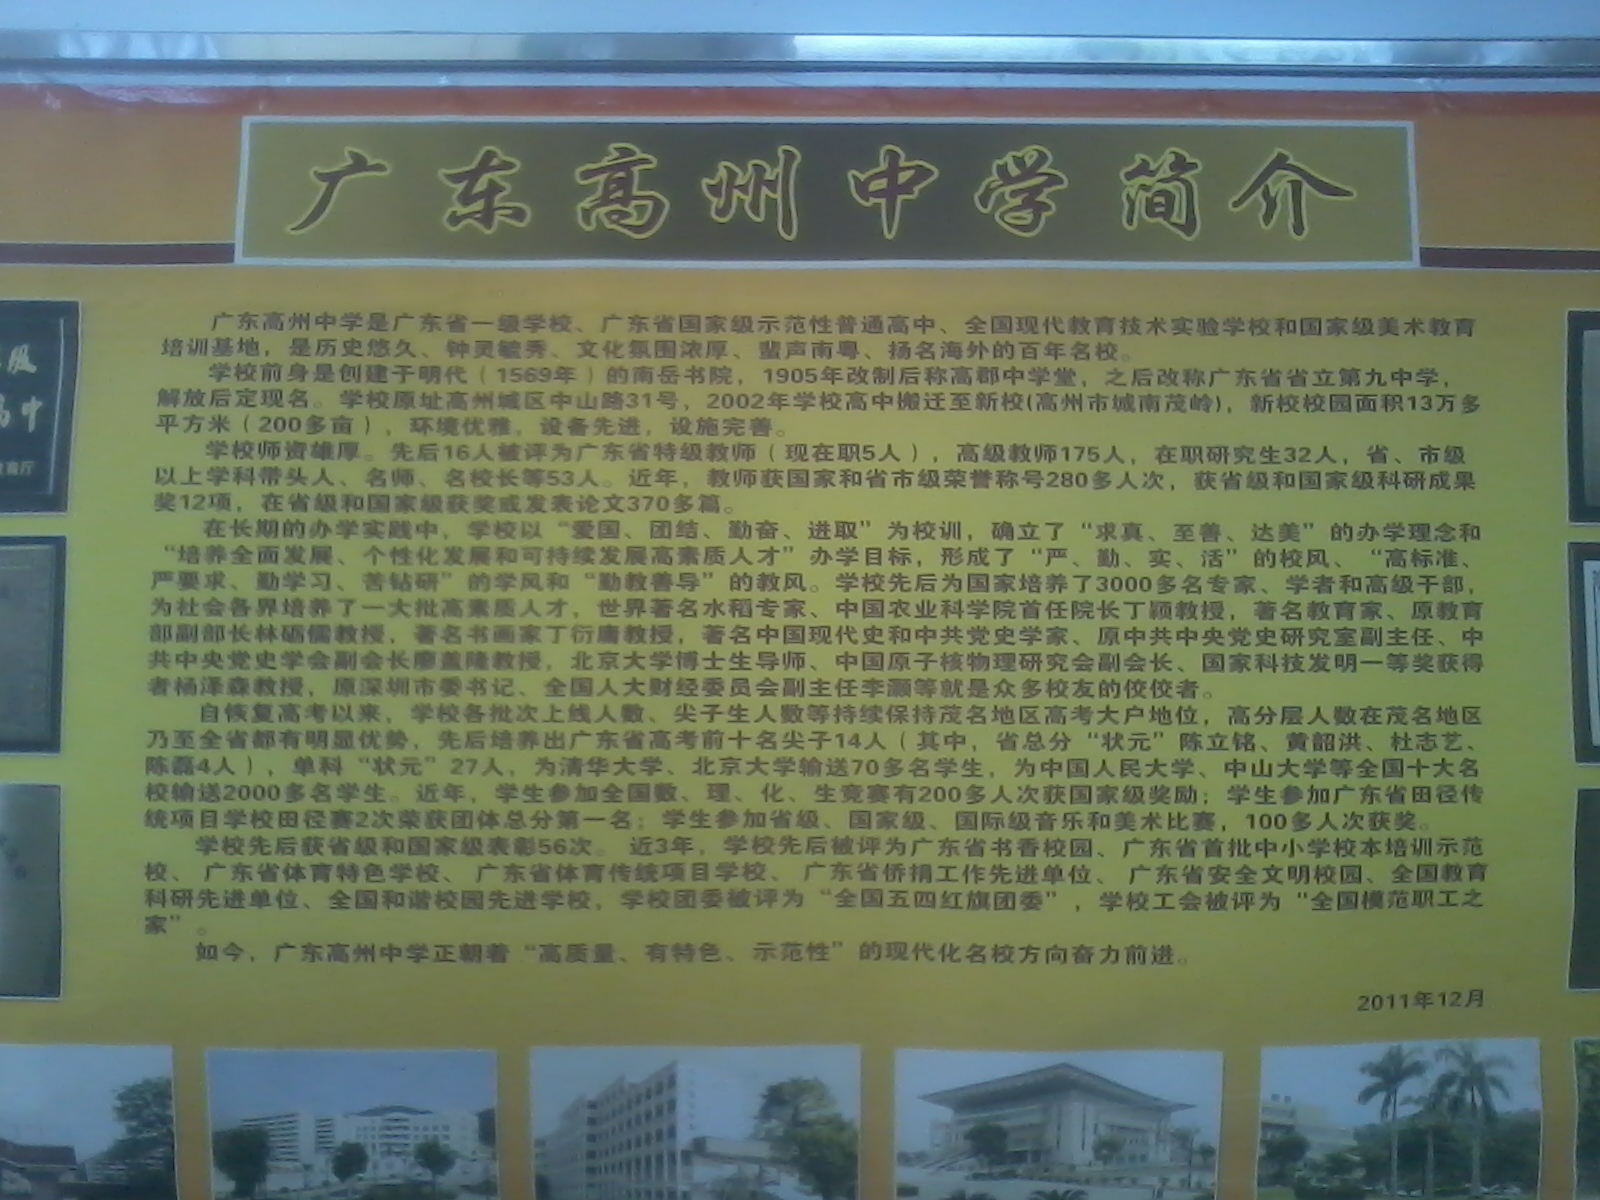 广东高州中学简介
广东高州中学是广东省一级学校、广东省国家级示范性普通高中、全国现代教育技术实验学校和国家级美术教育
培训基地，是历史悠久、钟灵毓秀、文化氛围浓厚、蜚声南粤、扬名海外的百年名校。
学校前身是创建于明代（1569年）的南岳书院，1905年改制后称高郡中学堂，之后改称广东省省立第九中学，
解放后定现名。学校原址高州城区中山路31号，2002年学校高中搬迁至新校(高州市城南茂岭)，新校校园面积13万多
平方米（200多亩），环境优雅，设备先进，设施完善。
学校师资雄厚。先后16人被评为广东省特级教师（现在职5人），高级教师175人，在职研究生32人，省、市级
以上学科带头人、名师、名校长等53人。近年，教师获国家和省市级荣誉称号280多人次，获省级和国家级科研成果
奖12项，在省级和国家级获奖或发表论文370多篇。
在长期的办学实践中，学校以“爱国、团结、勤奋、进取”为校训，确立了“求真、至善、达美”的办学理念和
“培养全面发展、个性化发展和可持续发展高素质人才”办学目标，形成了“严、勤、实、活”的校风、“高标准、
严要求、勤学习、苦钻研”的学风和“勤教善导”的教风。学校先后为国家培养了3000多名专家、学者和高级干部，
为社会各界培养了一大批高素质人才，世界著名水稻专家、中国农业科学院首任院长丁颖教授，著名教育家、原教育
部副部长林砺儒教授，著名书画家丁衍庸教授，著名中国现代史和中共党史学家、原中共中央党史研究室副主任、中
共中央党史学会副会长廖盖隆教授，北京大学博士生导师、中国原子核物理研究会副会长、国家科技发明一等奖获得
者杨泽森教授，原深圳市委书记、全国人大财经委员会副主任李灏等就是众多校友的佼佼者。
自恢复高考以来，学校各批次上线人数、尖子生人数等持续保持茂名地区高考大户地位，高分层人数在茂名地区
乃至全省都有明显优势，先后培养出广东省高考前十名尖子14人（其中，省总分“状元”陈立铭、黄韶洪、杜志艺、
陈磊4人），单科“状元”27人，为清华大学、北京大学输送70多名学生，为中国人民大学、中山大学等全国十大名
校输送2000多名学生。近年，学生参加全国数、理、化、生竞赛有200多人次获国家级奖励；学生参加广东省田径传
统项目学校田径赛2次荣获团体总分第一名；学生参加省级、国家级、国际级音乐和美术比赛，100多人次获奖。
学校先后获省级和国家级表彰56次。近3年，学校先后被评为广东省书香校园、广东省首批中小学校本培训示范
校、广东省体育特色学校、广东省体育传统项目学校、广东省侨捐工作先进单位、广东省安全文明校园、全国教育
科研先进单位、全国和谐校园先进学校，学校团委被评为“全国五四红旗团委”，学校工会被评为“全国模范职工之
家”。
如今，广东高州中学正朝着“高质量、有特色、示范性”的现代化名校方向奋力前进。
2011年12月